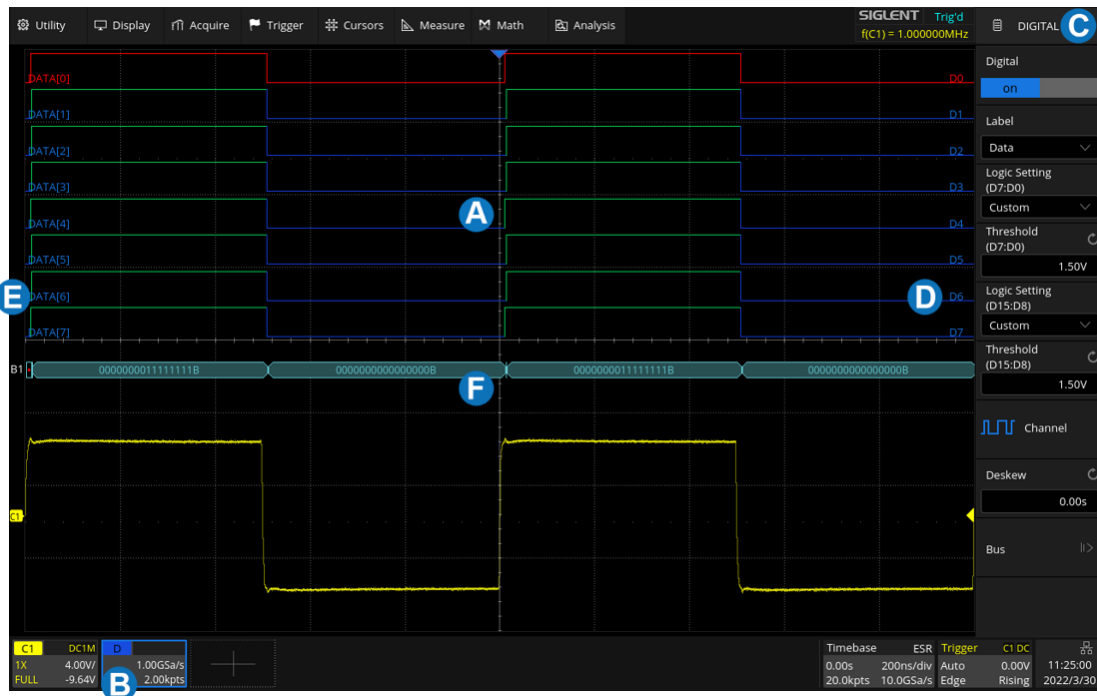 Utility Display Acquire Trigger Cursors Measure Math Analysis
SIGLENT Trig'd
f(C1) = 1.000000MHz
DIGITAL C
Digital
on
Label
Data
Logic Setting
(D7:D0)
Custom
Threshold
(D7:D0)
1.50V
Logic Setting
(D15:D8)
Custom
Threshold
(D15:D8)
1.50V
Channel
Deskew
0.00s
Bus
DATA[0] D0
DATA[1] D1
DATA[2] D2
DATA[3] D3
A
DATA[4] D4
DATA[5] D5
E DATA[6] D D6
DATA[7] D7
B1 0000000011111111B 0000000000000000B 0000000011111111B 0000000000000000B
F
C1
C1 DC1M
1X 4.00V/
FULL -9.64V
D
1.00GSa/s
B 2.00kpts
Timebase ESR
0.00s 200ns/div
20.0kpts 10.0GSa/s
Trigger C1 DC
Auto 0.00V
Edge Rising
11:25:00
2022/3/30